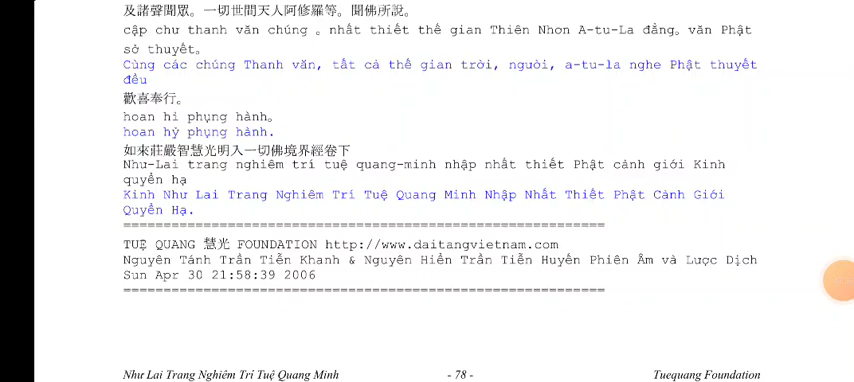 及諸聲聞眾。一切世間天人阿修羅等。聞佛所說。
cập chư thanh văn chúng 。nhất thiết thế gian Thiên Nhon A-tu-La đẳng。văn Phật
sở thuyết。
Cùng các chúng Thanh văn, tất cả thế gian trời, người, a-tu-la nghe Phật thuyết
đều
歡喜奉行。
hoan hỉ phụng hành。
hoan hỷ phụng hành.
如來莊嚴智慧光明入一切佛境界經卷下
Như-Lai trang nghiêm trí tuệ quang-minh nhập nhất thiết Phật cảnh giới Kinh
quyển hạ
Kinh Như Lai Trang Nghiêm Trí Tuệ Quang Minh Nhập Nhất Thiết Phật Cảnh Giới
Quyển Hạ.
================================================================
TUỆ QUANG 慧光 FOUNDATION http://www.daitangvietnam.com
Nguyên Tánh Trần Tiễn Khanh & Nguyên Hiển Trần Tiễn Huyến Phiên Âm và Lược Dịch
Sun Apr 30 21:58:39 2006
================================================================
Như Lai Trang Nghiêm Trí Tuệ Quang Minh - 78 - Tuequang Foundation